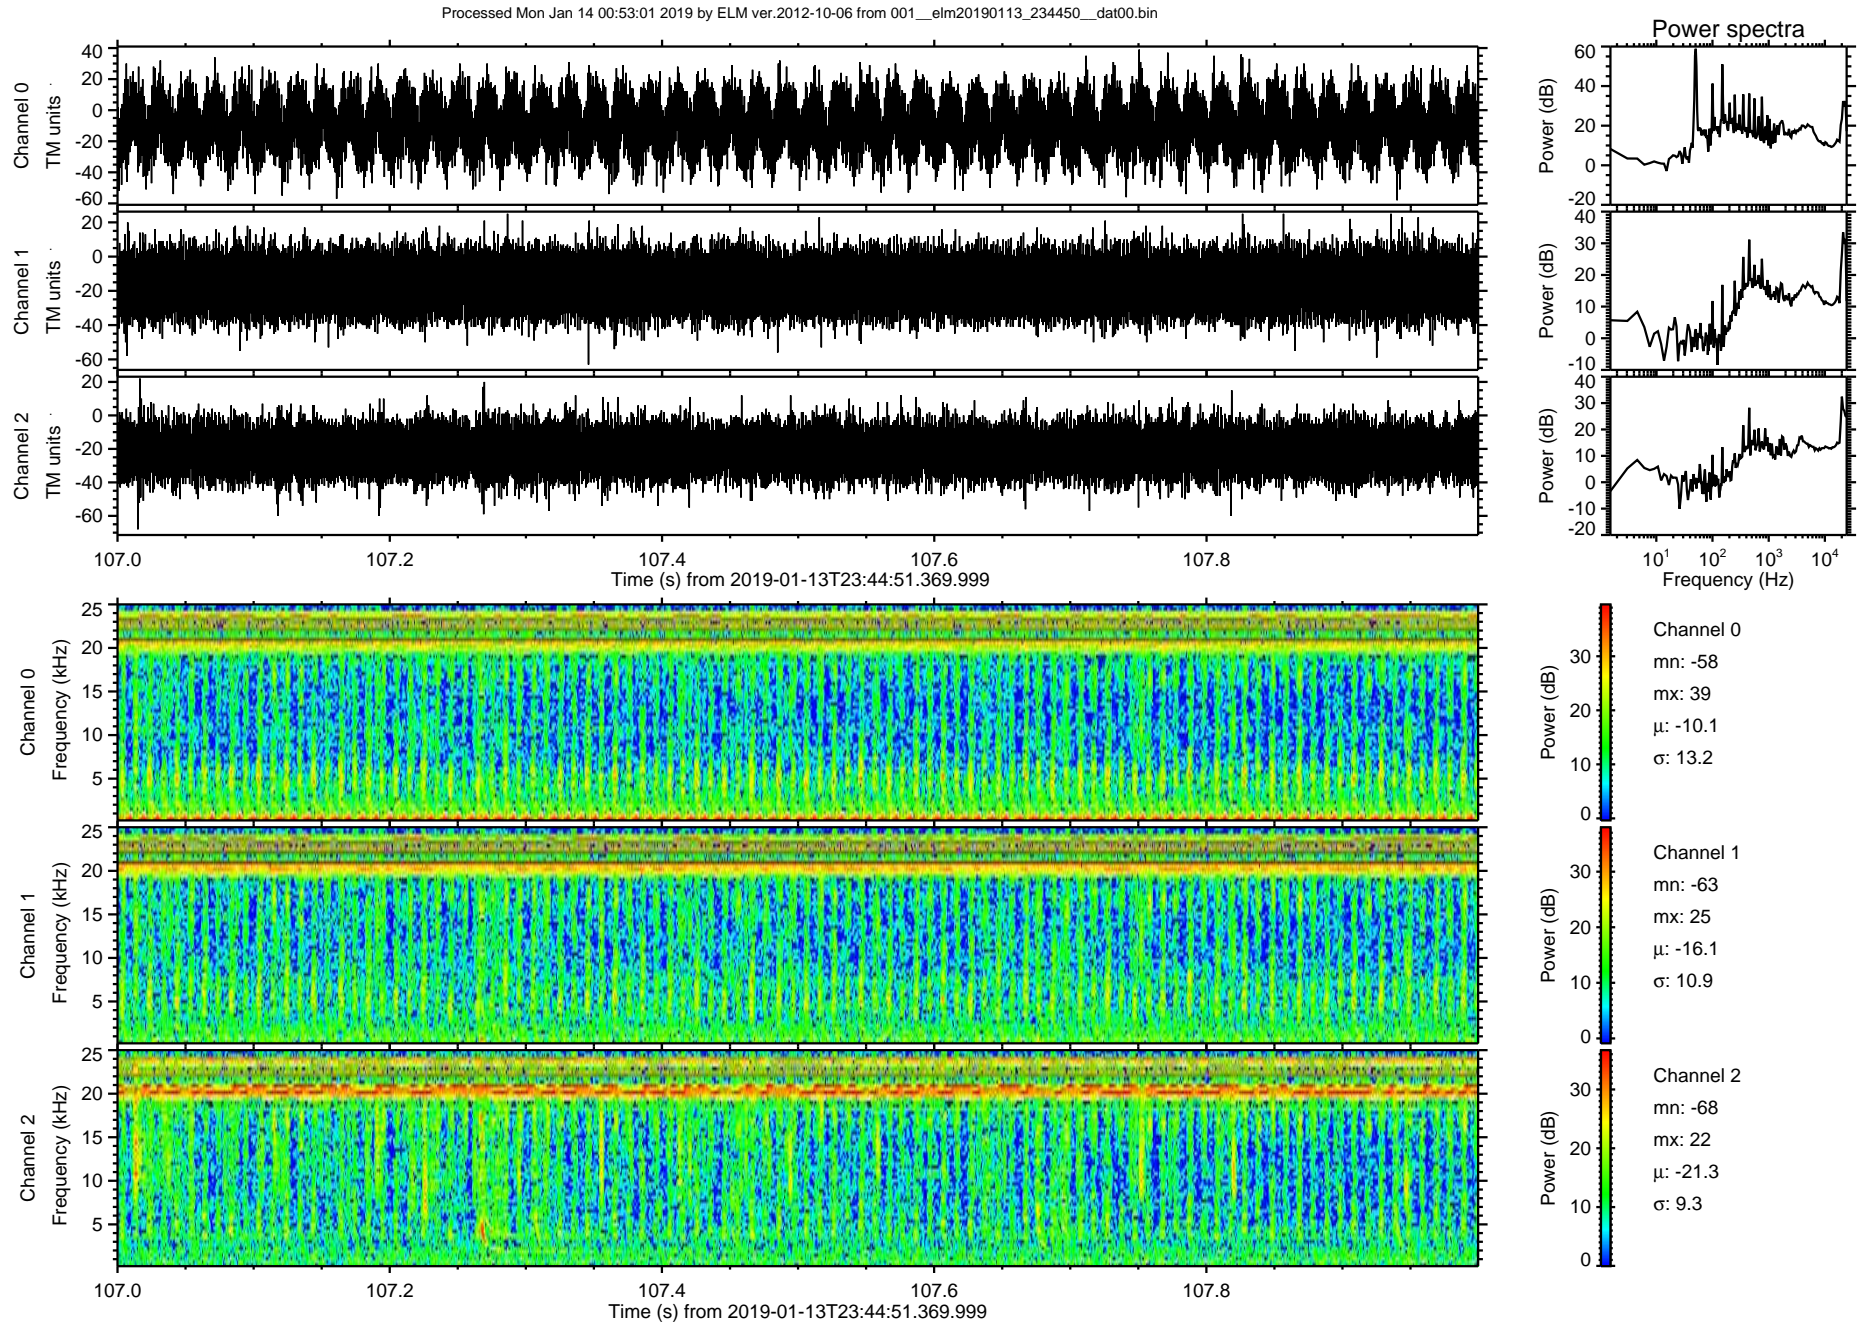 Processed Mon Jan 14 00:53:01 2019 by ELM ver.2012-10-06 from 001__elm20190113_234450__dat00.bin
Power spectra
Channel 0
TM units
40
20
0
-20
-40
-60
Power (dB)
60
40
20
0
-20
Channel 1
TM units
20
0
-20
-40
-60
Power (dB)
40
30
20
10
0
-10
Channel 2
TM units
20
0
-20
-40
-60
Power (dB)
40
30
20
10
0
-10
-20
107.0 107.2 107.4 107.6 107.8
Time (s) from 2019-01-13T23:44:51.369.999
10¹ 10² 10³ 10⁴
Frequency (Hz)
Channel 0
Frequency (kHz)
25
20
15
10
5
Power (dB)
30
20
10
0
Channel 0
mn: -58
mx: 39
μ: -10.1
σ: 13.2
Channel 1
Frequency (kHz)
25
20
15
10
5
Power (dB)
30
20
10
0
Channel 1
mn: -63
mx: 25
μ: -16.1
σ: 10.9
Channel 2
Frequency (kHz)
25
20
15
10
5
Power (dB)
30
20
10
0
Channel 2
mn: -68
mx: 22
μ: -21.3
σ: 9.3
107.0 107.2 107.4 107.6 107.8
Time (s) from 2019-01-13T23:44:51.369.999